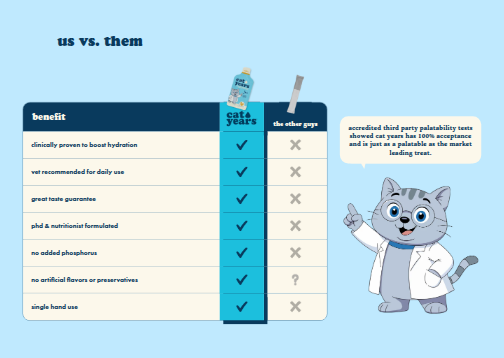 us vs. them
cat
years
benefit
cat
years
the other guys
clinically proven to boost hydration
vet recommended for daily use
great taste guarantee
phd & nutritionist formulated
no added phosphorus
no artificial flavors or preservatives
?
single hand use
accredited third party palatability tests
showed cat years has 100% acceptance
and is just as a palatable as the market
leading treat.